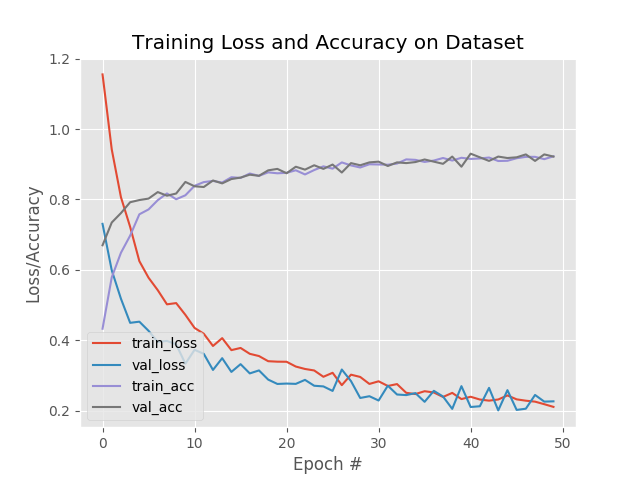 Training Loss and Accuracy on Dataset
1.2
1.0
0.8
0.6
0.4
0.2
Loss/Accuracy
train_loss
val_loss
train_acc
val_acc
0 10 20 30 40 50
Epoch #